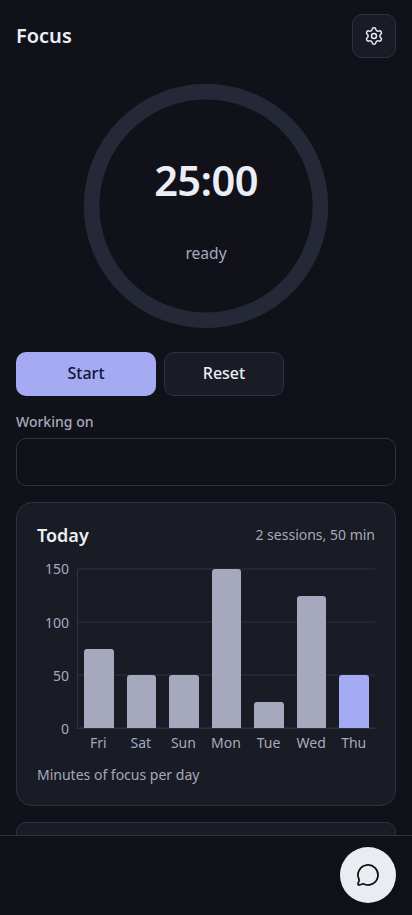 Focus
25:00
ready
Start Reset
Working on
Today 2 sessions, 50 min
150
100
50
0
Fri Sat Sun Mon Tue Wed Thu
Minutes of focus per day